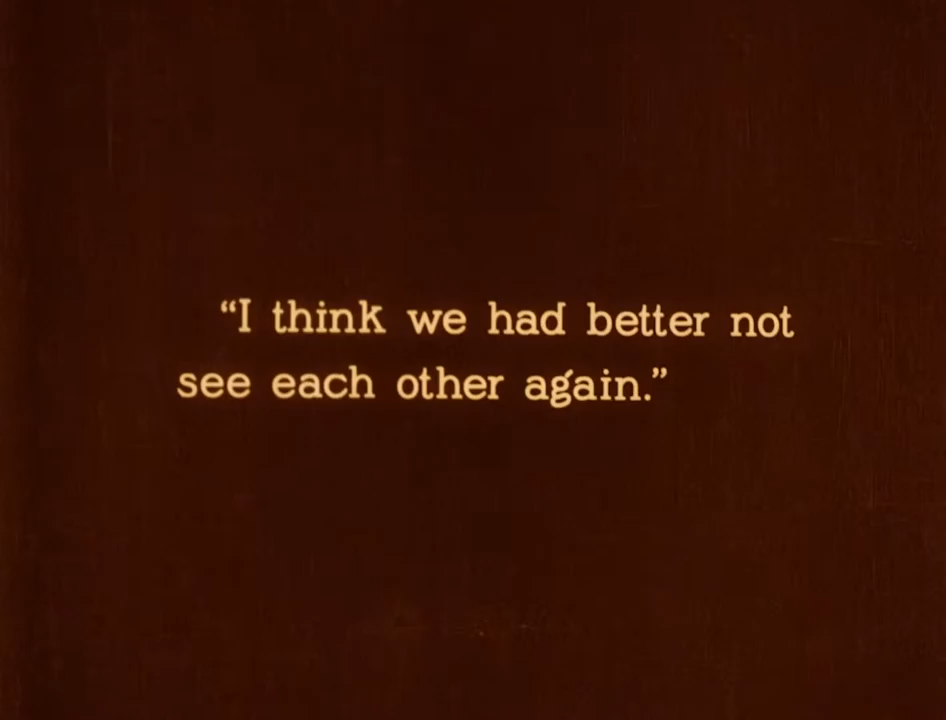 “I think we had better not
see each other again.”